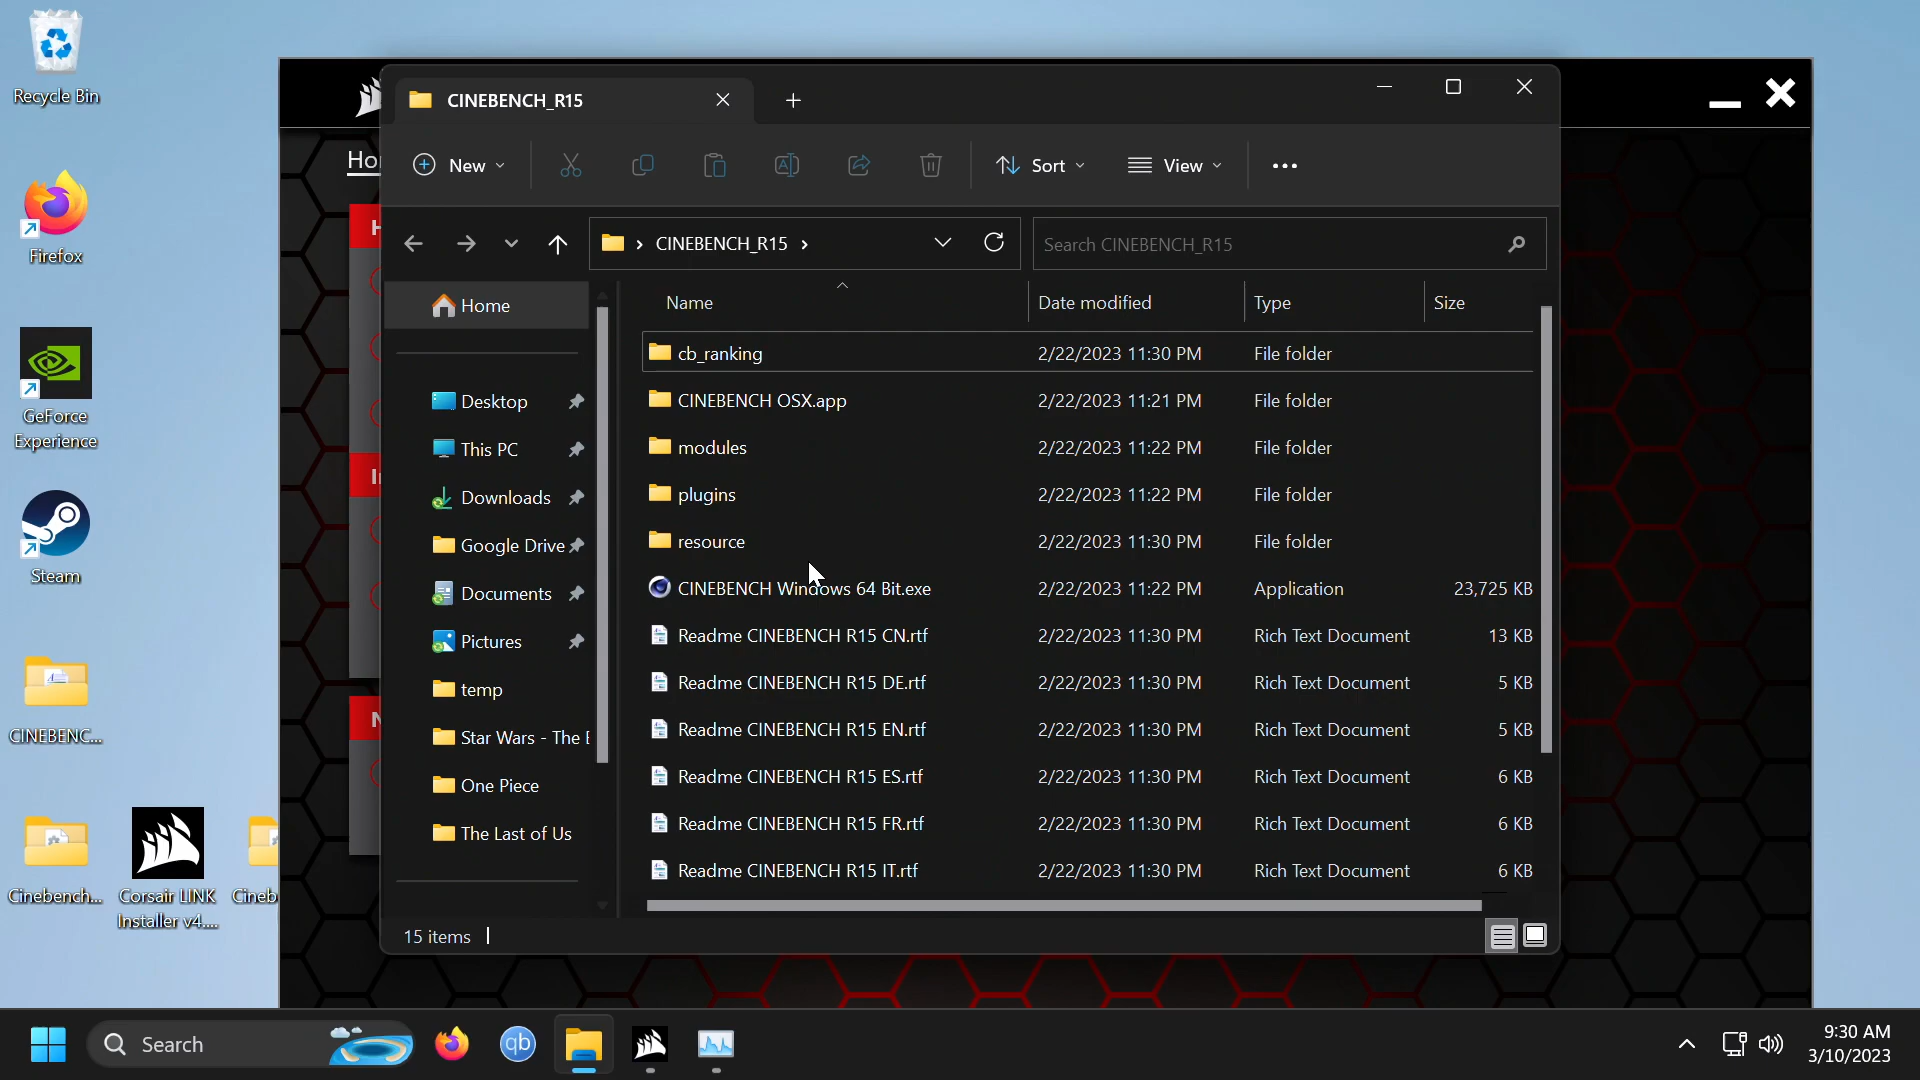 Recycle Bin
Firefox
GeForce
Experience
Steam
CINEBENC...
Cinebench...
Corsair LINK
Installer v4....
Cineb
Ho
H
I
N
CINEBENCH_R15
New
Sort
View
CINEBENCH_R15
Search CINEBENCH_R15
Home
Desktop
This PC
Downloads
Google Drive
Documents
Pictures
temp
Star Wars - The
One Piece
The Last of Us
Name Date modified Type Size
cb_ranking 2/22/2023 11:30 PM File folder
CINEBENCH OSX.app 2/22/2023 11:21 PM File folder
modules 2/22/2023 11:22 PM File folder
plugins 2/22/2023 11:22 PM File folder
resource 2/22/2023 11:30 PM File folder
CINEBENCH Windows 64 Bit.exe 2/22/2023 11:22 PM Application 23,725 KB
Readme CINEBENCH R15 CN.rtf 2/22/2023 11:30 PM Rich Text Document 13 KB
Readme CINEBENCH R15 DE.rtf 2/22/2023 11:30 PM Rich Text Document 5 KB
Readme CINEBENCH R15 EN.rtf 2/22/2023 11:30 PM Rich Text Document 5 KB
Readme CINEBENCH R15 ES.rtf 2/22/2023 11:30 PM Rich Text Document 6 KB
Readme CINEBENCH R15 FR.rtf 2/22/2023 11:30 PM Rich Text Document 6 KB
Readme CINEBENCH R15 IT.rtf 2/22/2023 11:30 PM Rich Text Document 6 KB
15 items
Search
qb
9:30 AM
3/10/2023